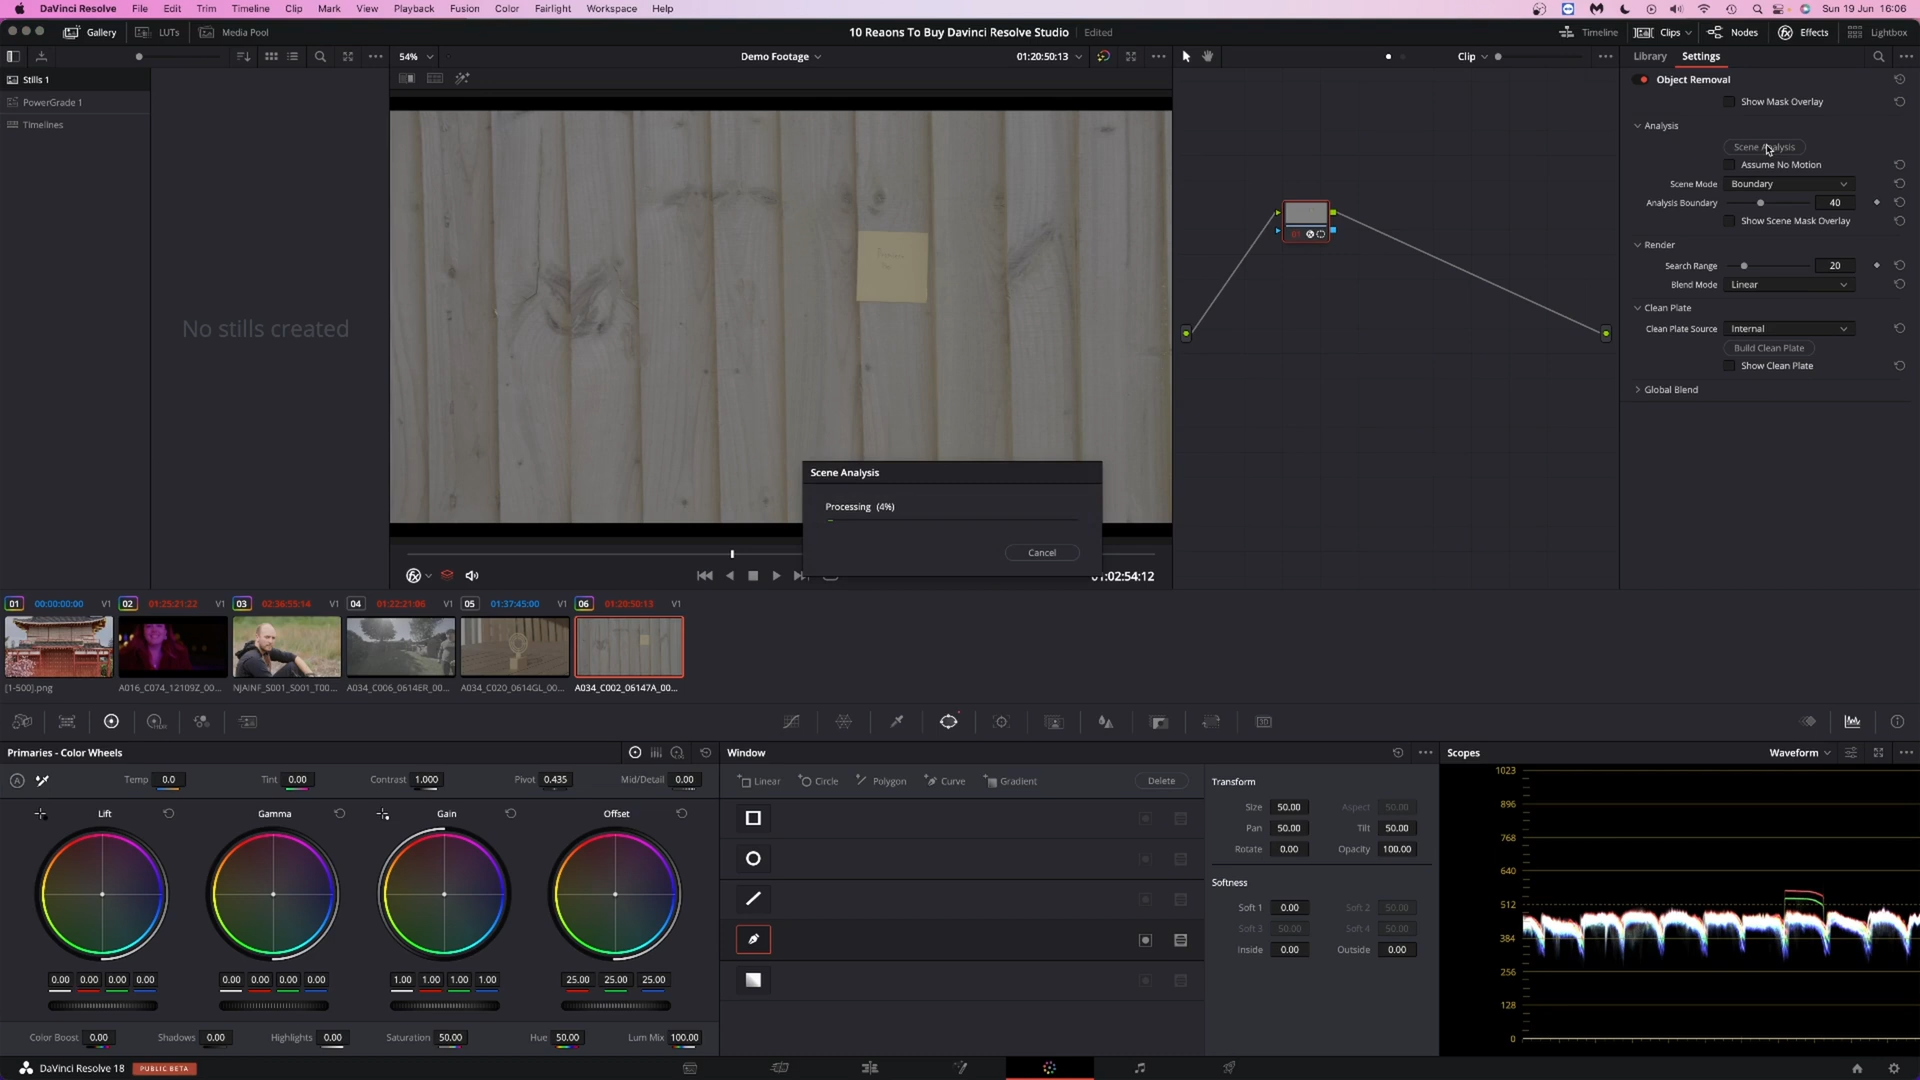 DaVinci Resolve File Edit Trim Timeline Clip Mark View Playback Fusion Color Fairlight Workspace Help Sun 19 Jun 16:06
Gallery LUTs Media Pool 10 Reaons To Buy Davinci Resolve Studio Edited Timeline Clips Nodes Effects Lightbox
54% Demo Footage 01:20:50:13 Clip Library Settings
Stills 1
PowerGrade 1
Timelines
No stills created
Object Removal
Show Mask Overlay
Analysis
Scene Analysis
Assume No Motion
Scene Mode Boundary
Analysis Boundary 40
Show Scene Mask Overlay
Render
Search Range 20
Blend Mode Linear
Clean Plate
Clean Plate Source Internal
Build Clean Plate
Show Clean Plate
Global Blend
Scene Analysis
Processing (4%)
Cancel
01:02:54:12
01 00:00:00:00 V1 02 01:25:21:22 V1 03 02:36:55:14 V1 04 01:22:21:06 V1 05 01:37:45:00 V1 06 01:20:50:13 V1
[1-500].png A016_C074_12109Z_00... NJAINF_S001_S001_T00... A034_C006_0614ER_00... A034_C020_0614GL_00... A034_C002_06147A_00...
Primaries - Color Wheels Window Scopes Waveform
Temp 0.0 Tint 0.00 Contrast 1.000 Pivot 0.435 Mid/Detail 0.00
Linear Circle Polygon Curve Gradient Delete
Lift Gamma Gain Offset
0.00 0.00 0.00 0.00 0.00 0.00 0.00 0.00 1.00 1.00 1.00 1.00 25.00 25.00 25.00
Color Boost 0.00 Shadows 0.00 Highlights 0.00 Saturation 50.00 Hue 50.00 Lum Mix 100.00
Transform
Size 50.00 Aspect 50.00
Pan 50.00 Tilt 50.00
Rotate 0.00 Opacity 100.00
Softness
Soft 1 0.00 Soft 2 50.00
Soft 3 50.00 Soft 4 50.00
Inside 0.00 Outside 0.00
1023
896
768
640
512
384
256
128
0
DaVinci Resolve 18 PUBLIC BETA